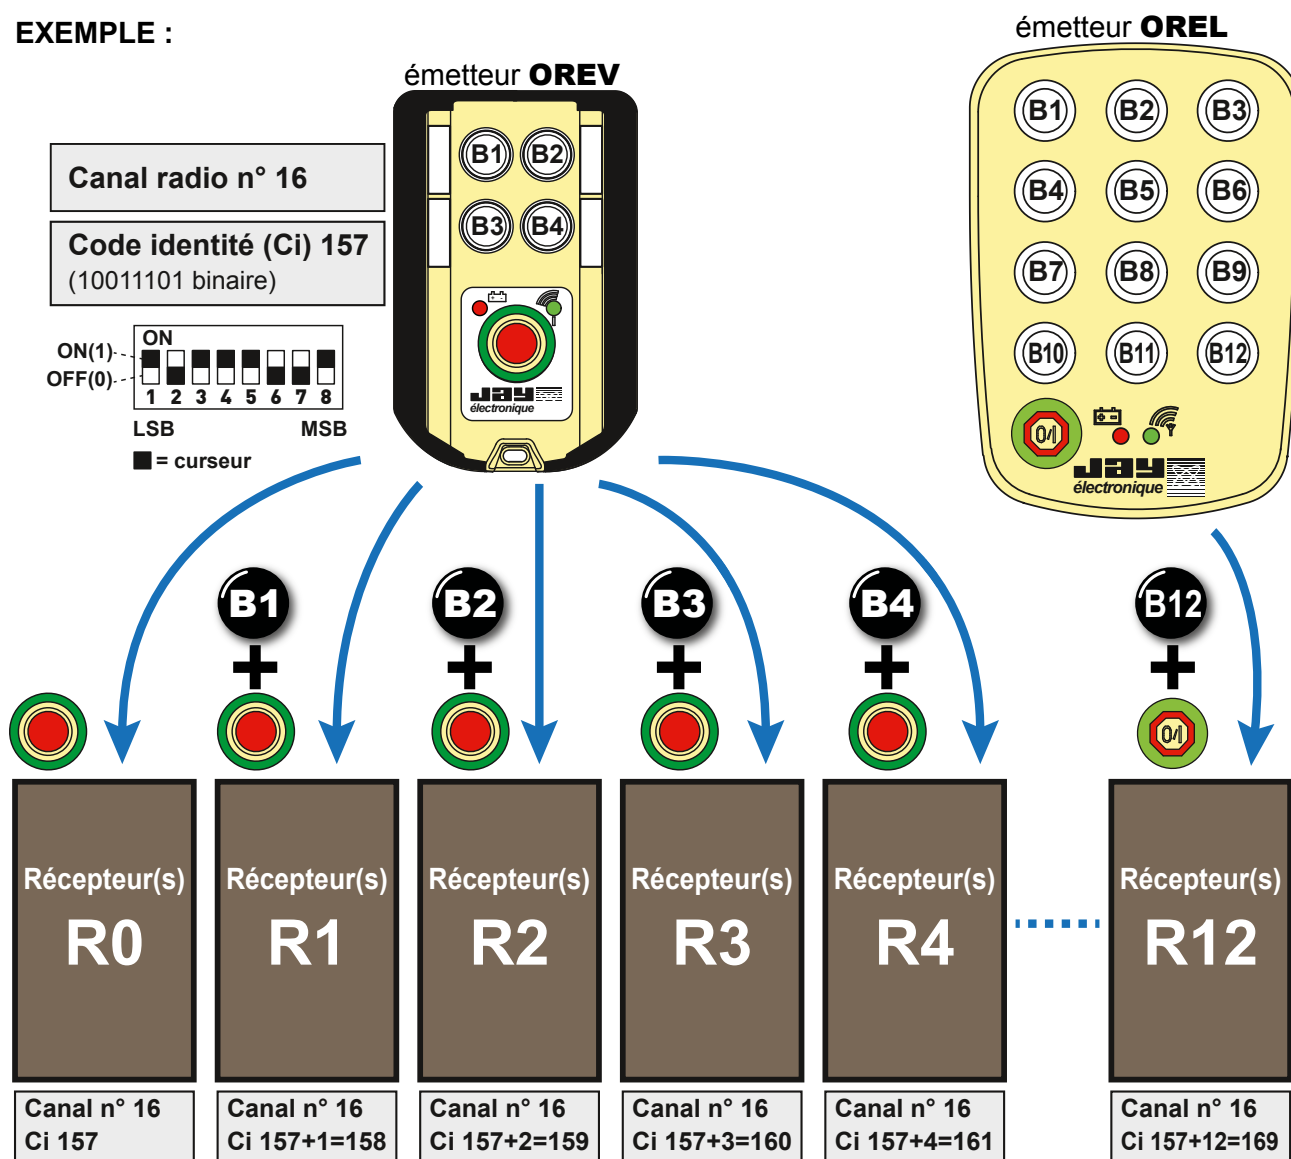 EXEMPLE :
émetteur OREV
émetteur OREL
Canal radio n° 16
Code identité (Ci) 157
(10011101 binaire)
ON
ON(1)
OFF(0)
1 2 3 4 5 6 7 8
LSB MSB
= curseur
B1 B2
B3 B4
JAY
électronique
B1 B2 B3
B4 B5 B6
B7 B8 B9
B10 B11 B12
0/I
JAY
électronique
B1 B2 B3 B4 B12
+ + + + +
0/I
Récepteur(s)
R0
Canal n° 16
Ci 157
Récepteur(s)
R1
Canal n° 16
Ci 157+1=158
Récepteur(s)
R2
Canal n° 16
Ci 157+2=159
Récepteur(s)
R3
Canal n° 16
Ci 157+3=160
Récepteur(s)
R4
Canal n° 16
Ci 157+4=161
Récepteur(s)
R12
Canal n° 16
Ci 157+12=169